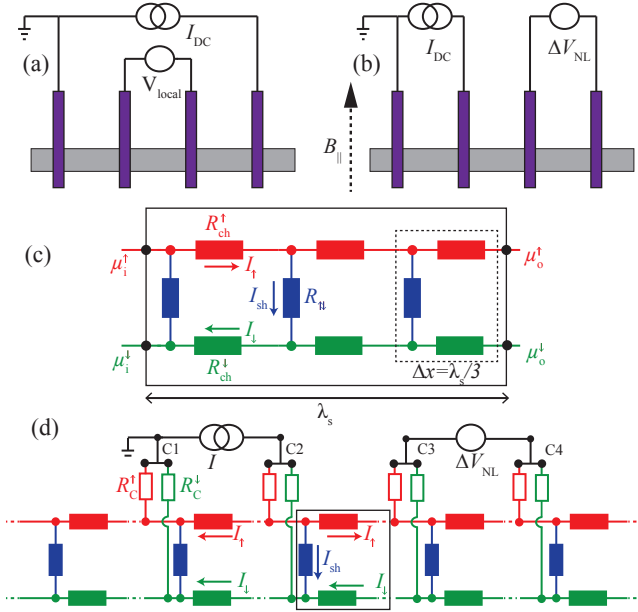 (a)
I_DC
V_local
(b)
I_DC
ΔV_NL
B_||
(c)
R_ch^↑
μ_i^↑
I_↑
μ_o^↑
I_sh
R_⇅
I_↓
μ_i^↓
R_ch^↓
μ_o^↓
Δx=λ_s/3
λ_s
(d)
C1
I
C2
C3
ΔV_NL
C4
R_C^↑
R_C^↓
I_↑
I_↑
I_sh
I_↓
I_↓